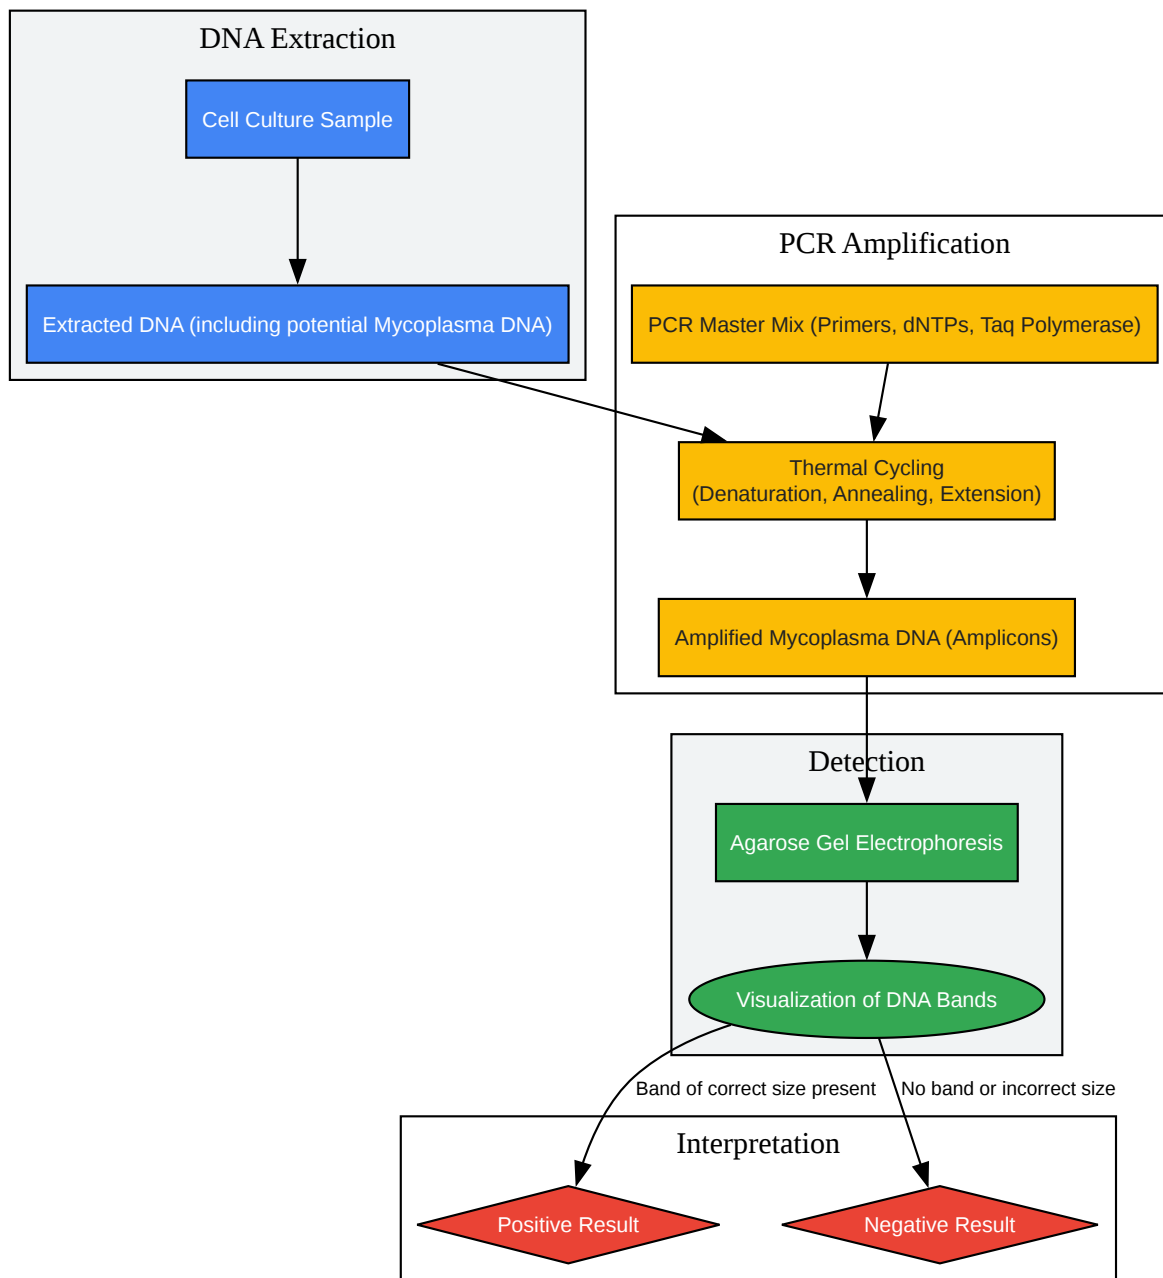 DNA Extraction
Cell Culture Sample
Extracted DNA (including potential Mycoplasma DNA)
PCR Amplification
PCR Master Mix (Primers, dNTPs, Taq Polymerase)
Thermal Cycling
(Denaturation, Annealing, Extension)
Amplified Mycoplasma DNA (Amplicons)
Detection
Agarose Gel Electrophoresis
Visualization of DNA Bands
Band of correct size present
No band or incorrect size
Interpretation
Positive Result
Negative Result